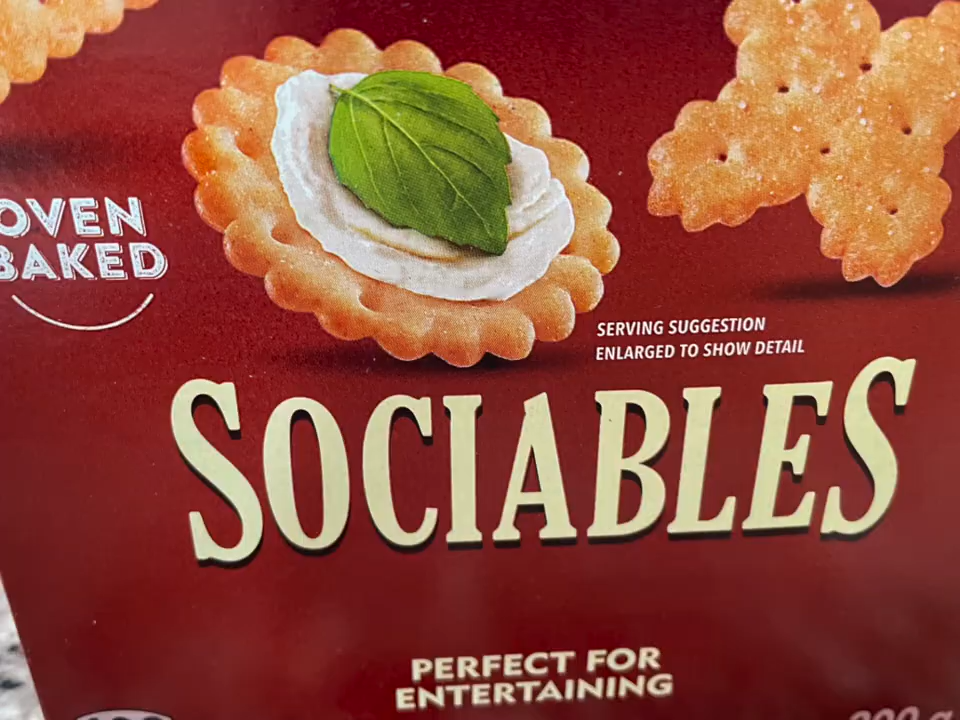 OVEN
BAKED
SERVING SUGGESTION
ENLARGED TO SHOW DETAIL
SOCIABLES
PERFECT FOR
ENTERTAINING